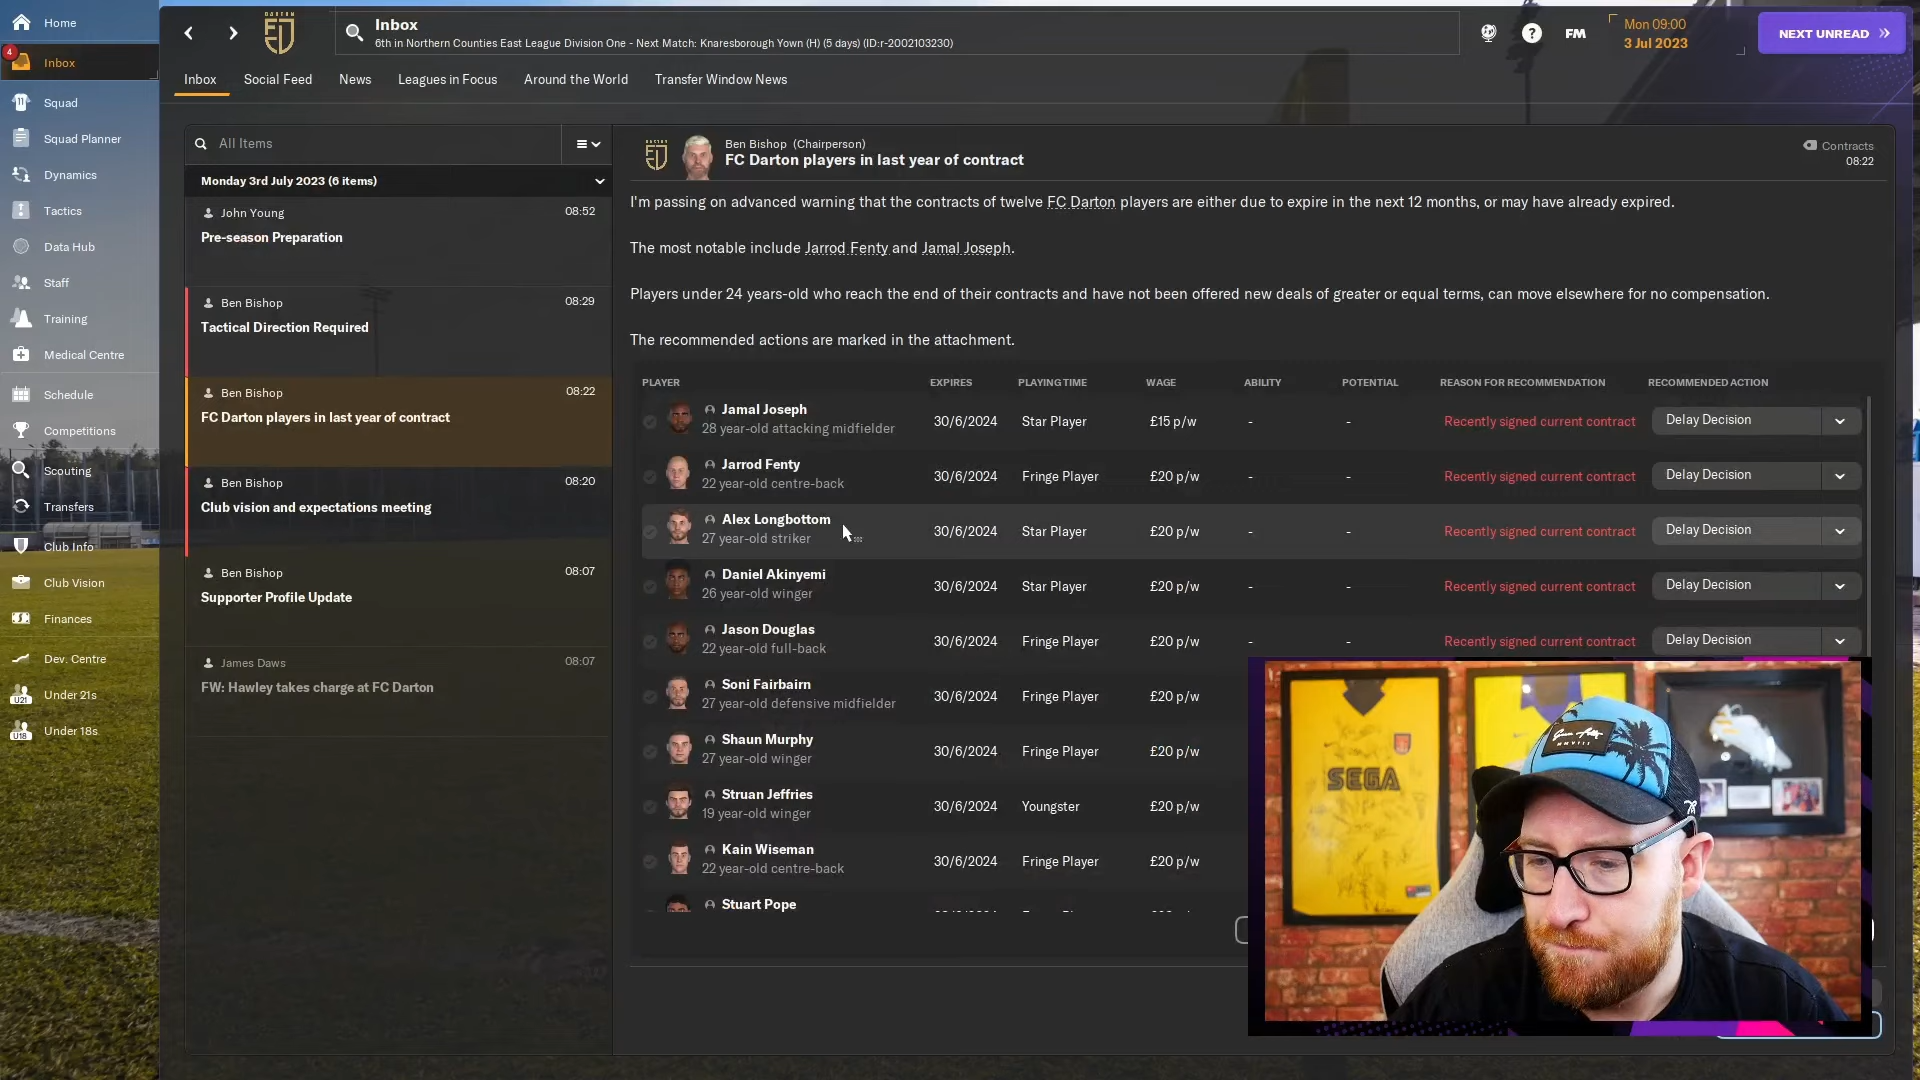 Home
4
Inbox
Squad
Squad Planner
Dynamics
Tactics
Data Hub
Staff
Training
Medical Centre
Schedule
Competitions
Scouting
Transfers
Club Info
Club Vision
Finances
Dev. Centre
U21
Under 21s
U18
Under 18s
Inbox
6th in Northern Counties East League Division One - Next Match: Knaresborough Yown (H) (5 days) (ID:r-2002103230)
FM
Mon 09:00
3 Jul 2023
NEXT UNREAD
Inbox Social Feed News Leagues in Focus Around the World Transfer Window News
All Items
Monday 3rd July 2023 (6 items)
John Young 08:52
Pre-season Preparation
Ben Bishop 08:29
Tactical Direction Required
Ben Bishop 08:22
FC Darton players in last year of contract
Ben Bishop 08:20
Club vision and expectations meeting
Ben Bishop 08:07
Supporter Profile Update
James Daws 08:07
FW: Hawley takes charge at FC Darton
Ben Bishop (Chairperson)
FC Darton players in last year of contract
Contracts
08:22
I'm passing on advanced warning that the contracts of twelve FC Darton players are either due to expire in the next 12 months, or may have already expired.
The most notable include Jarrod Fenty and Jamal Joseph.
Players under 24 years-old who reach the end of their contracts and have not been offered new deals of greater or equal terms, can move elsewhere for no compensation.
The recommended actions are marked in the attachment.
PLAYER EXPIRES PLAYING TIME WAGE ABILITY POTENTIAL REASON FOR RECOMMENDATION RECOMMENDED ACTION
Jamal Joseph
28 year-old attacking midfielder 30/6/2024 Star Player £15 p/w - - Recently signed current contract Delay Decision
Jarrod Fenty
22 year-old centre-back 30/6/2024 Fringe Player £20 p/w - - Recently signed current contract Delay Decision
Alex Longbottom
27 year-old striker 30/6/2024 Star Player £20 p/w - - Recently signed current contract Delay Decision
Daniel Akinyemi
26 year-old winger 30/6/2024 Star Player £20 p/w - - Recently signed current contract Delay Decision
Jason Douglas
22 year-old full-back 30/6/2024 Fringe Player £20 p/w - - Recently signed current contract Delay Decision
Soni Fairbairn
27 year-old defensive midfielder 30/6/2024 Fringe Player £20 p/w
Shaun Murphy
27 year-old winger 30/6/2024 Fringe Player £20 p/w
Struan Jeffries
19 year-old winger 30/6/2024 Youngster £20 p/w
Kain Wiseman
22 year-old centre-back 30/6/2024 Fringe Player £20 p/w
Stuart Pope
SEGA